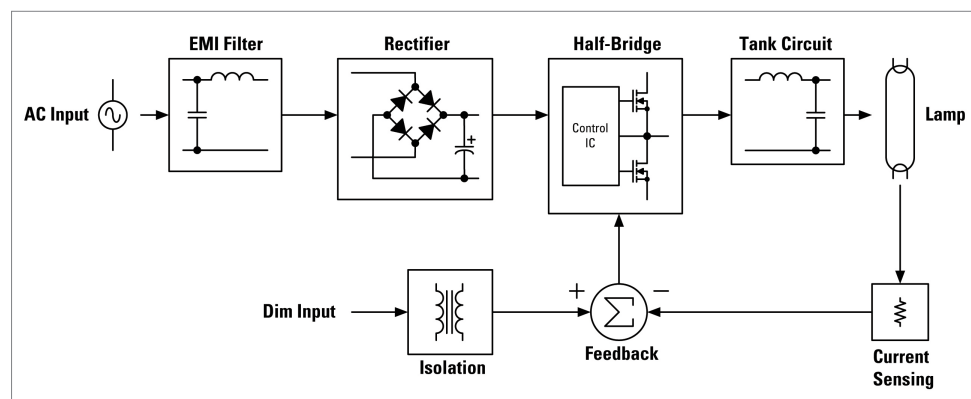 EMI Filter
Rectifier
Half-Bridge
Tank Circuit
AC Input
Control
IC
Lamp
+
Dim Input
+
−
Σ
Isolation
Feedback
Current
Sensing